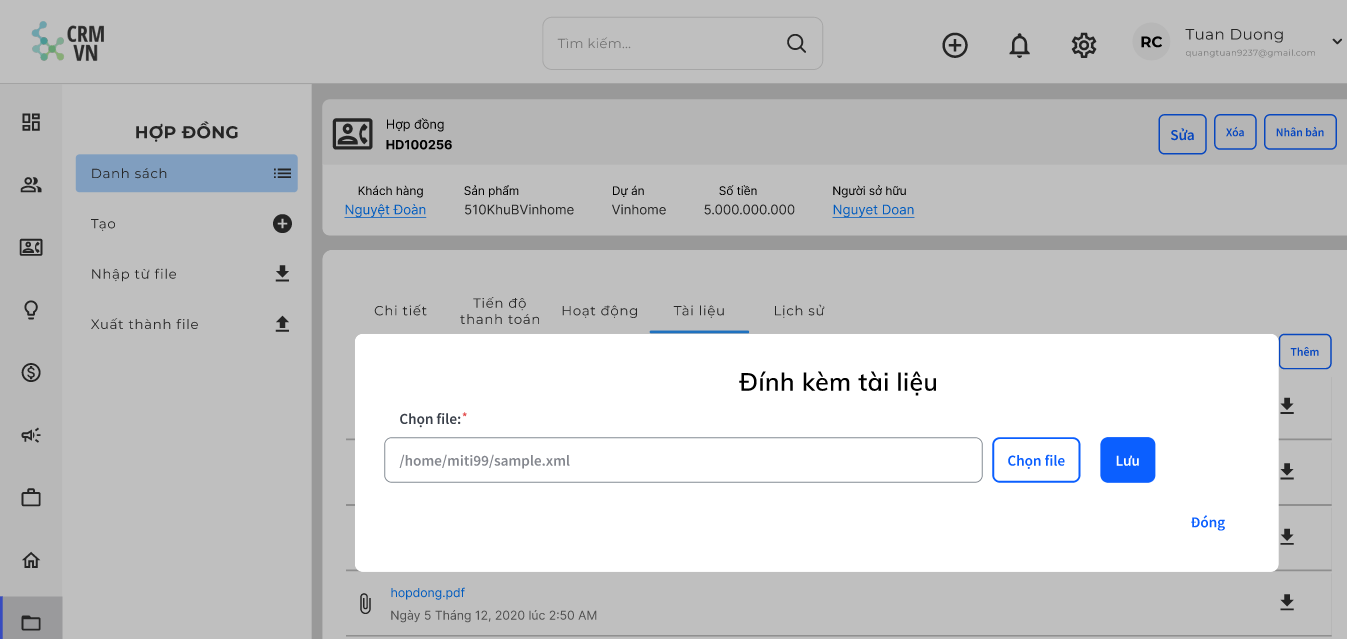 CRM
VN
Tìm kiếm...
RC
Tuan Duong
quangtuan9237@gmail.com
HỢP ĐỒNG
Danh sách
Tạo
Nhập từ file
Xuất thành file
Hợp đồng
HD100256
Sửa
Xóa
Nhân bản
Khách hàng
Sản phẩm
Dự án
Số tiền
Người sở hữu
Nguyệt Đoàn
510KhuBVinhome
Vinhome
5.000.000.000
Nguyet Doan
Chi tiết
Tiến độ
thanh toán
Hoạt động
Tài liệu
Lịch sử
Thêm
Đính kèm tài liệu
Chọn file:*
/home/miti99/sample.xml
Chọn file
Lưu
Đóng
hopdong.pdf
Ngày 5 Tháng 12, 2020 lúc 2:50 AM